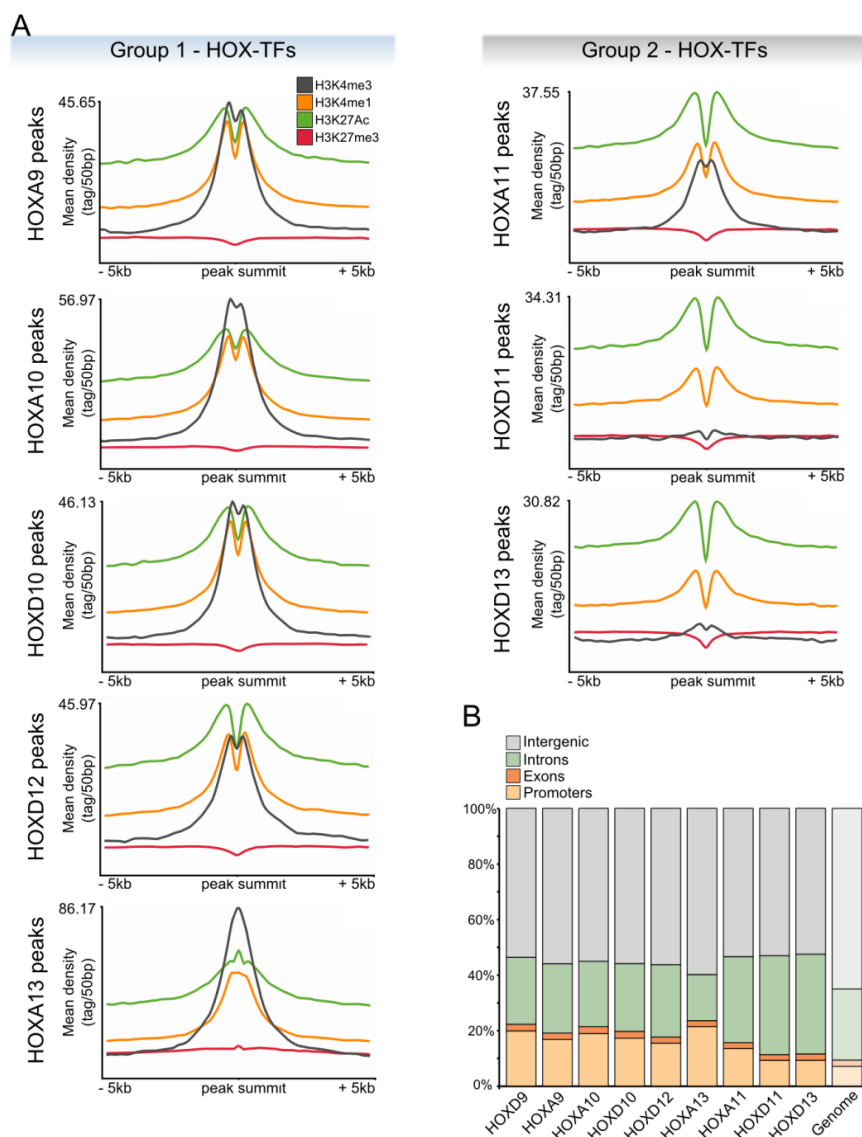 A
Group 1 - HOX-TFs
HOXA9 peaks
Mean density
(tag/50bp)
45.65
H3K4me3
H3K4me1
H3K27Ac
H3K27me3
- 5kb peak summit + 5kb
HOXA10 peaks
Mean density
(tag/50bp)
56.97
- 5kb peak summit + 5kb
HOXD10 peaks
Mean density
(tag/50bp)
46.13
- 5kb peak summit + 5kb
HOXD12 peaks
Mean density
(tag/50bp)
45.97
- 5kb peak summit + 5kb
HOXA13 peaks
Mean density
(tag/50bp)
86.17
- 5kb peak summit + 5kb
Group 2 - HOX-TFs
HOXA11 peaks
Mean density
(tag/50bp)
37.55
- 5kb peak summit + 5kb
HOXD11 peaks
Mean density
(tag/50bp)
34.31
- 5kb peak summit + 5kb
HOXD13 peaks
Mean density
(tag/50bp)
30.82
- 5kb peak summit + 5kb
B
Intergenic
Introns
Exons
Promoters
100%
80%
60%
40%
20%
0%
HOXD9 HOXA9 HOXA10 HOXD10 HOXD12 HOXA13 HOXA11 HOXD11 HOXD13 Genome